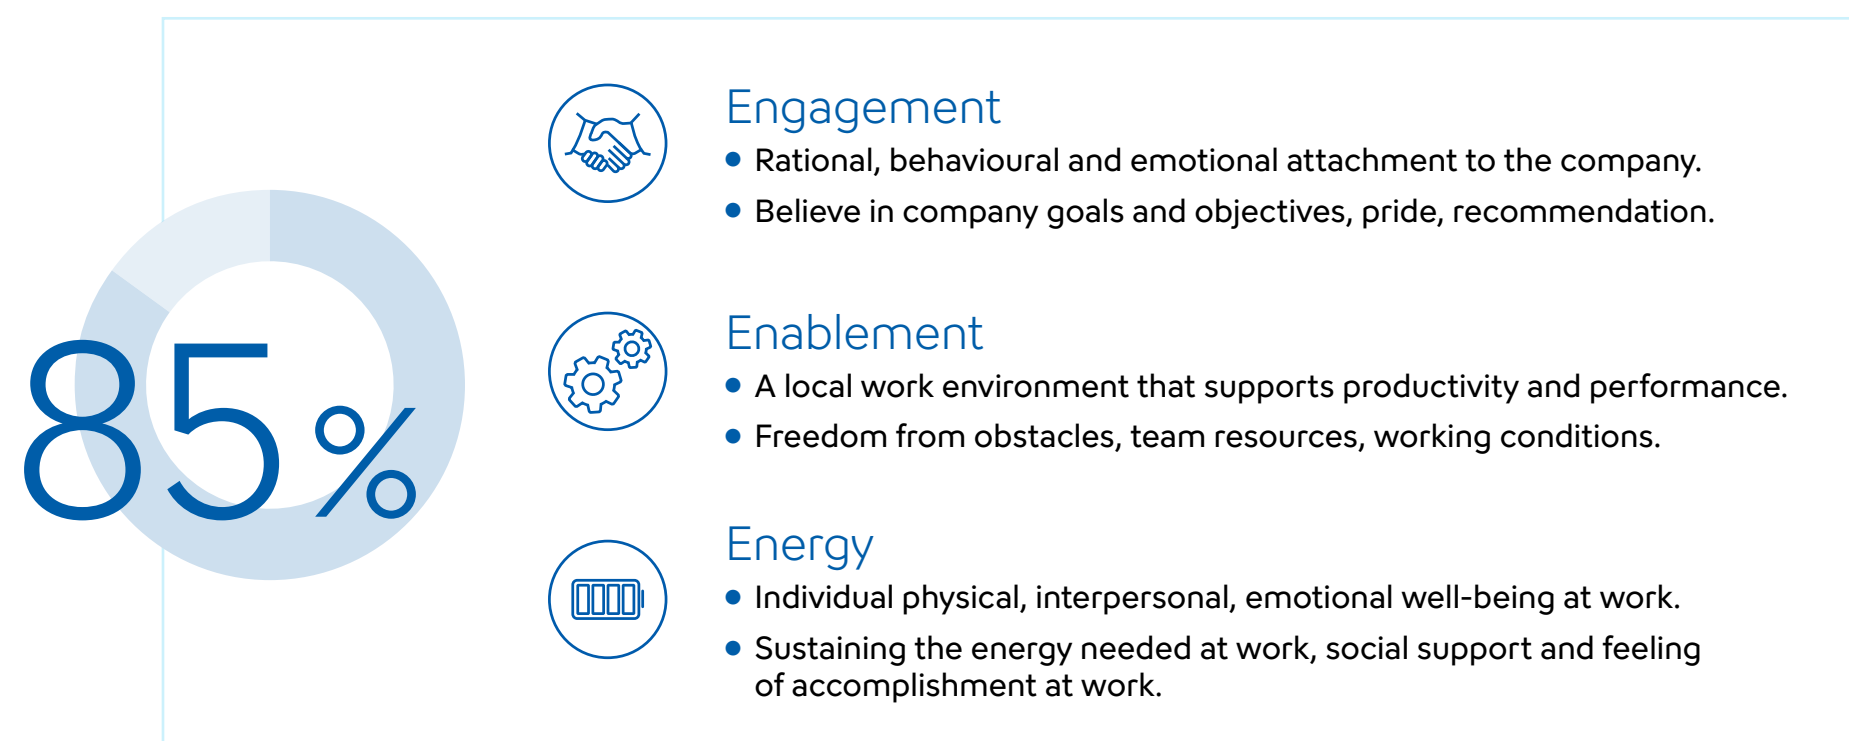 85%
Engagement
• Rational, behavioural and emotional attachment to the company.
• Believe in company goals and objectives, pride, recommendation.
Enablement
• A local work environment that supports productivity and performance.
• Freedom from obstacles, team resources, working conditions.
Energy
• Individual physical, interpersonal, emotional well-being at work.
• Sustaining the energy needed at work, social support and feeling
of accomplishment at work.